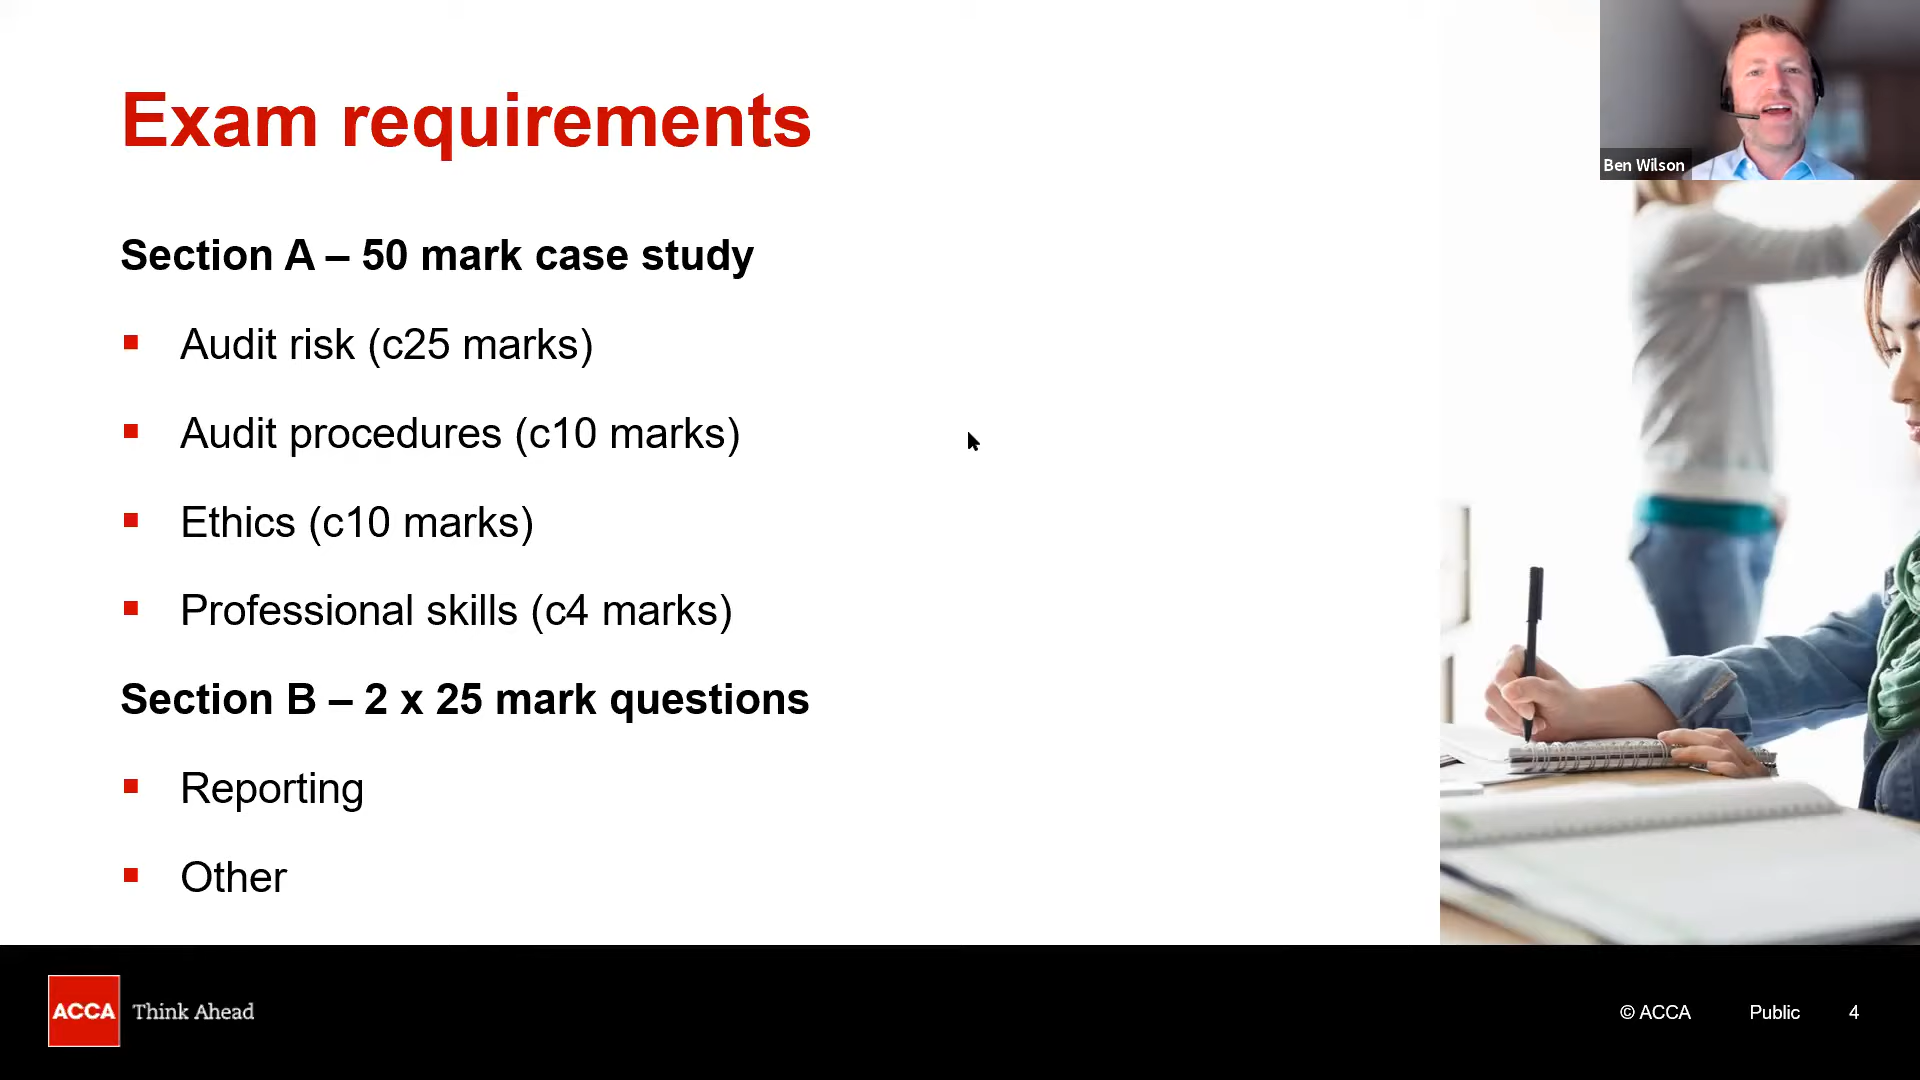 Exam requirements
Section A – 50 mark case study
Audit risk (c25 marks)
Audit procedures (c10 marks)
Ethics (c10 marks)
Professional skills (c4 marks)
Section B – 2 x 25 mark questions
Reporting
Other
Ben Wilson
ACCA Think Ahead
© ACCA Public 4